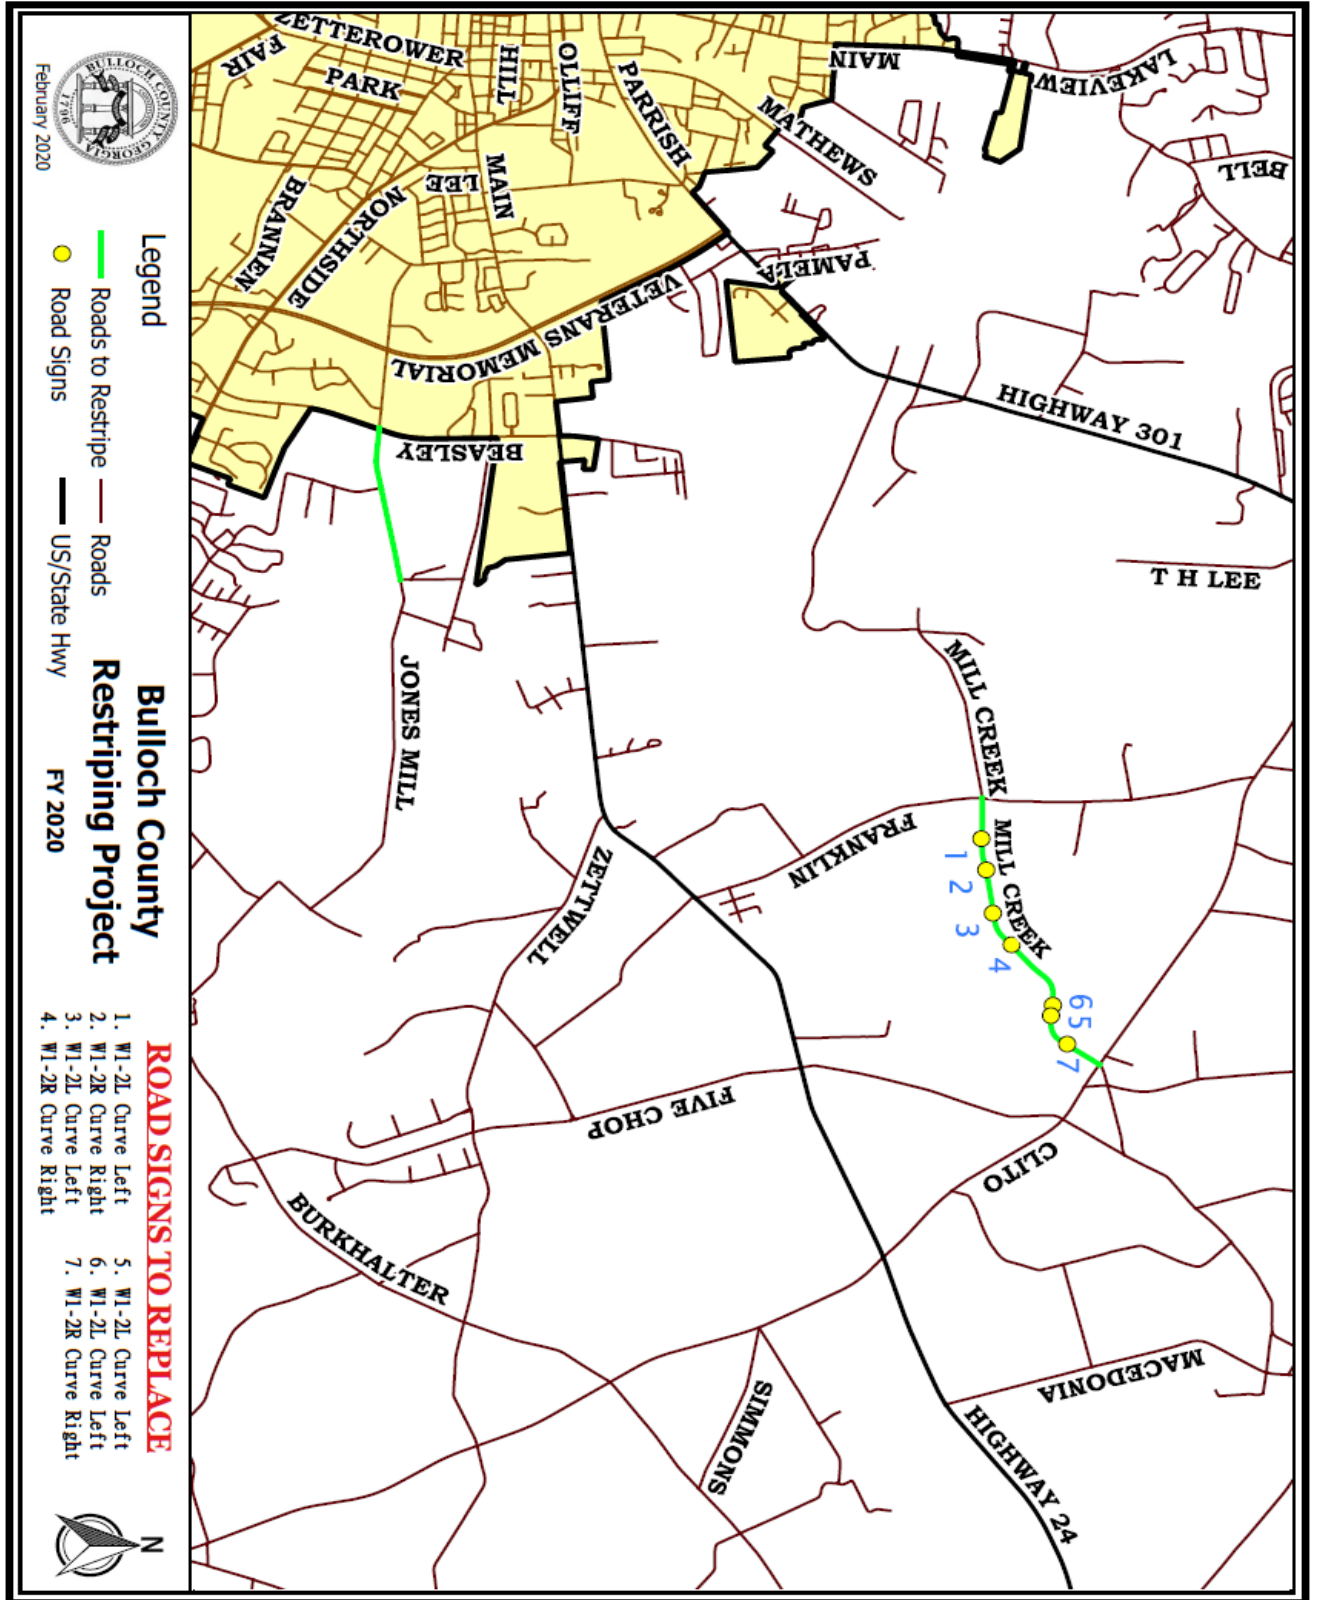 ZETTEROWER
FAIR
PARK
HILL
OLLIFF
PARRISH
MAIN
LAKEVIEW
BELL
MATHEWS
MAIN
LEE
NORTHSIDE
BRANNEN
PAMELA
VETERANS MEMORIAL
HIGHWAY 301
BEASLEY
T H LEE
JONES MILL
MILL CREEK
MILL CREEK
FRANKLIN
ZETTWELL
1
2
3
4
6
5
7
FIVE CHOP
CLITO
BURKHALTER
SIMMONS
MACEDONIA
HIGHWAY 24
BULLOCH COUNTY GEORGIA
1796
February 2020
Legend
Roads to Restripe
Roads
Road Signs
US/State Hwy
Bulloch County
Restriping Project
FY 2020
ROAD SIGNS TO REPLACE
1. W1-2L Curve Left
2. W1-2R Curve Right
3. W1-2L Curve Left
4. W1-2R Curve Right
5. W1-2L Curve Left
6. W1-2L Curve Left
7. W1-2R Curve Right
N